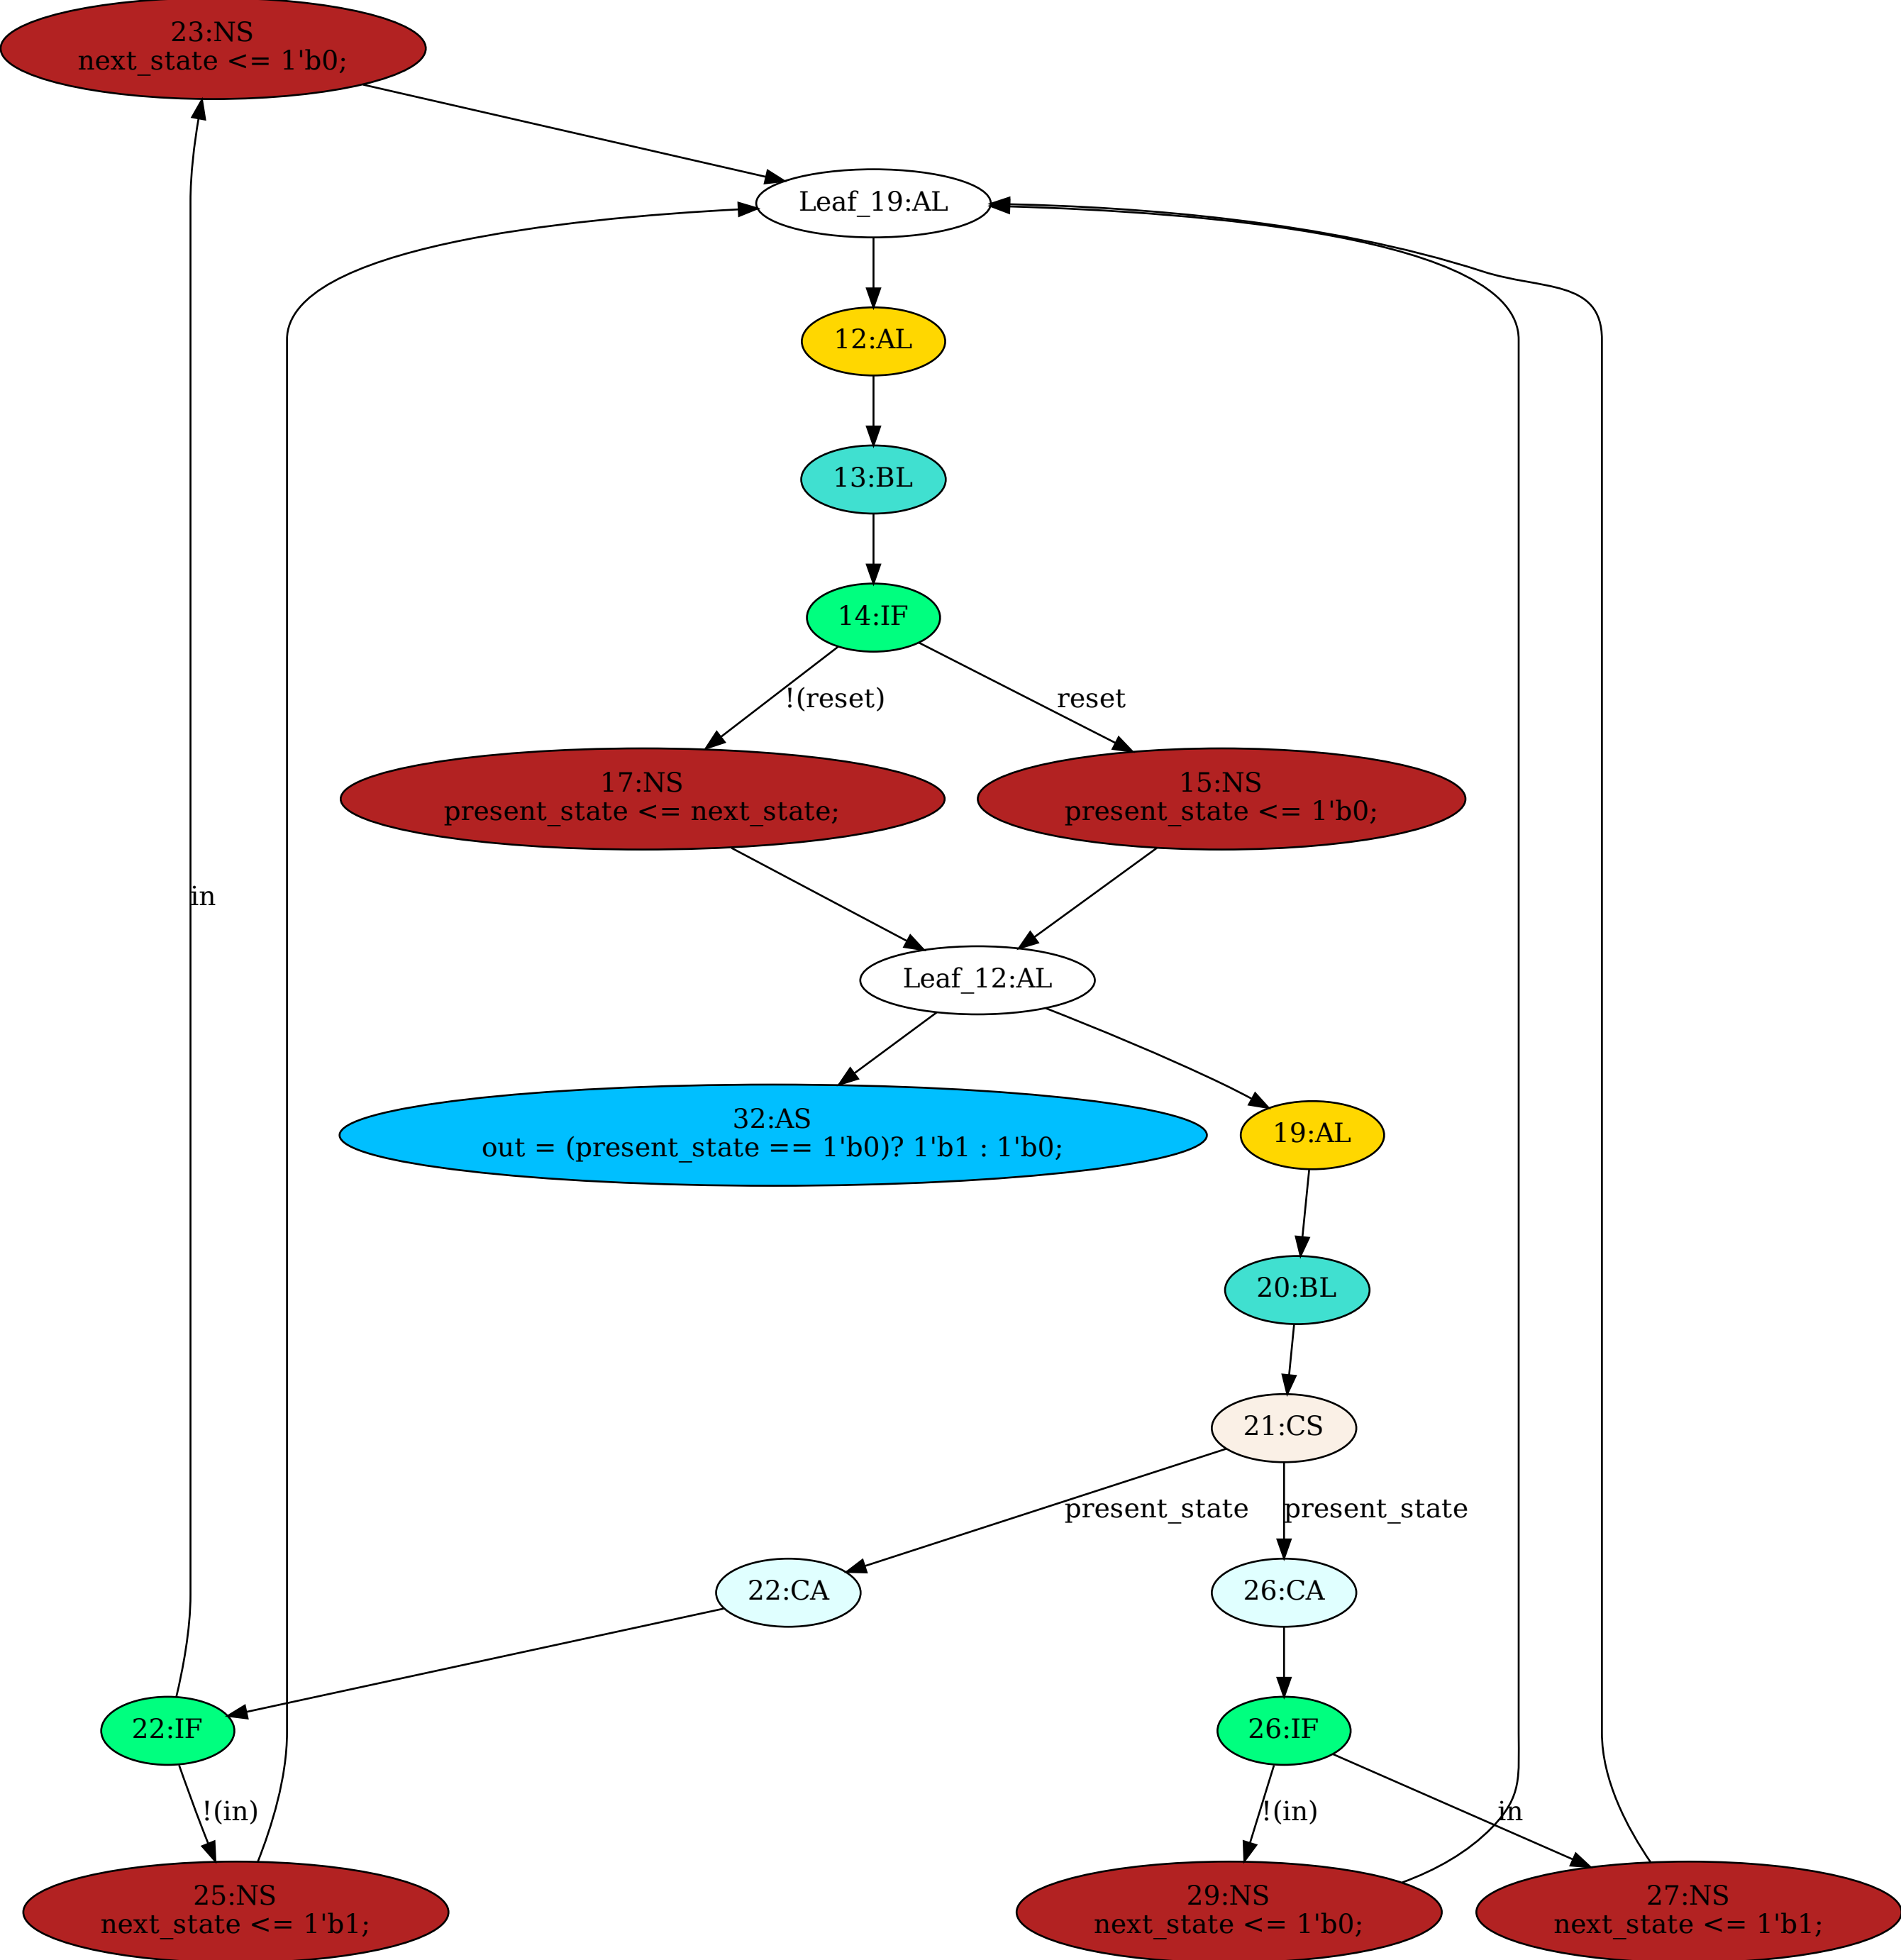 23:NS
next_state <= 1'b0;
Leaf_19:AL
12:AL
13:BL
14:IF
!(reset)
reset
17:NS
present_state <= next_state;
15:NS
present_state <= 1'b0;
in
Leaf_12:AL
32:AS
out = (present_state == 1'b0)? 1'b1 : 1'b0;
19:AL
20:BL
21:CS
present_state
present_state
22:CA
26:CA
22:IF
26:IF
!(in)
!(in)
in
25:NS
next_state <= 1'b1;
29:NS
next_state <= 1'b0;
27:NS
next_state <= 1'b1;